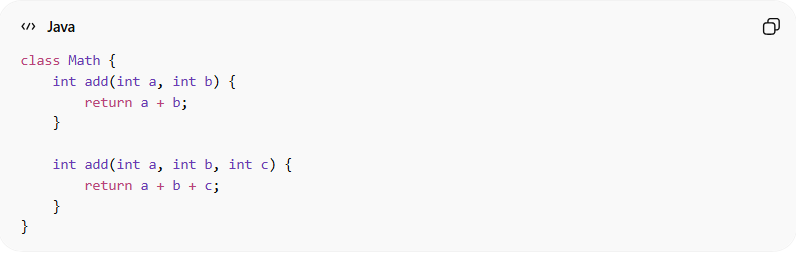 Java
class Math {
    int add(int a, int b) {
        return a + b;
    }

    int add(int a, int b, int c) {
        return a + b + c;
    }
}